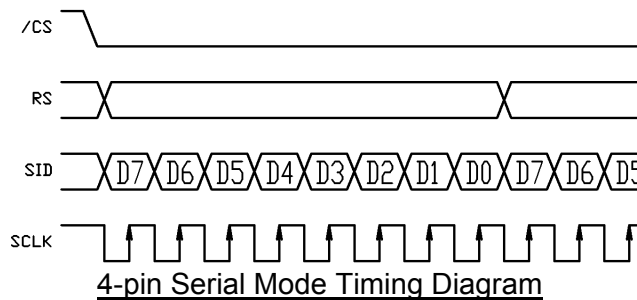 /CS
RS
SID D7 D6 D5 D4 D3 D2 D1 D0 D7 D6 D5
SCLK
4-pin Serial Mode Timing Diagram